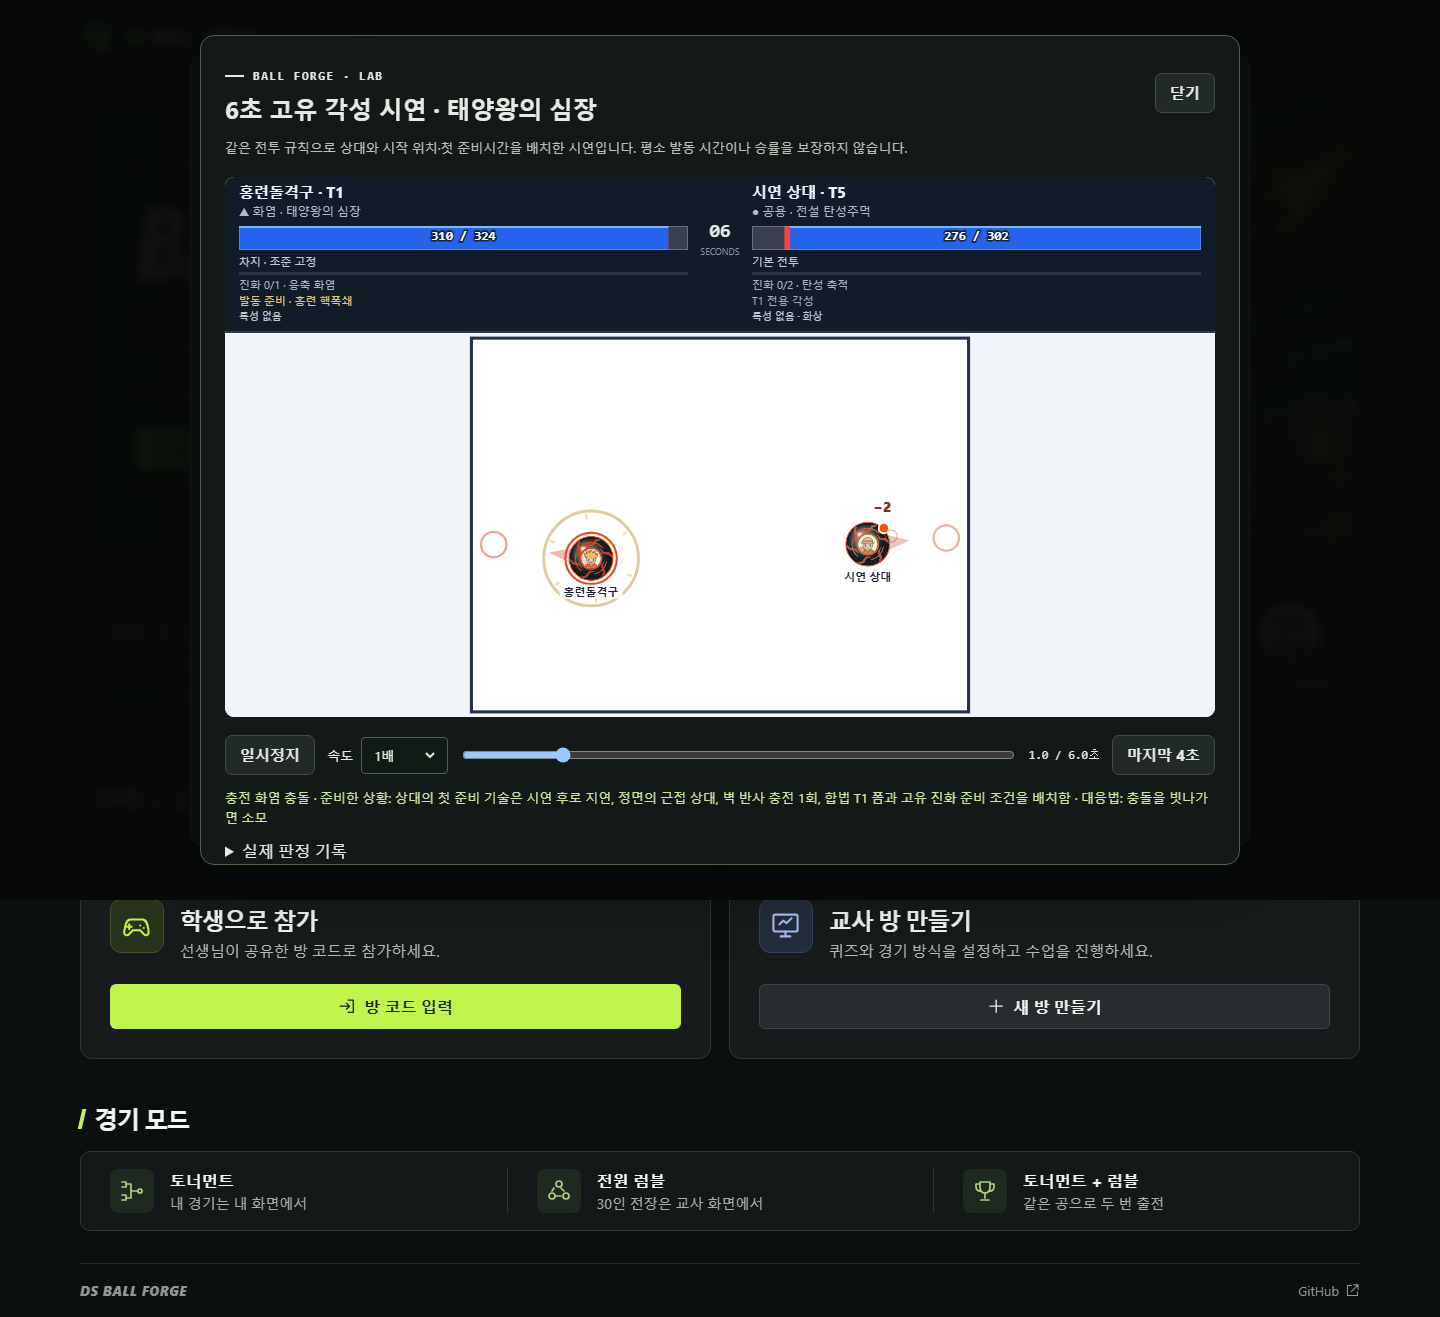 BALL FORGE · LAB
6초 고유 각성 시연 · 태양왕의 심장
닫기
같은 전투 규칙으로 상대와 시작 위치·첫 준비시간을 배치한 시연입니다. 평소 발동 시간이나 승률을 보장하지 않습니다.
홍련돌격구 · T1
▲ 화염 · 태양왕의 심장
310 / 324
차지 · 조준 고정
진화 0/1 · 응축 화염
발동 준비 · 홍련 핵폭쇄
특성 없음
06
SECONDS
시연 상대 · T5
● 공용 · 전설 탄성주먹
276 / 302
기본 전투
진화 0/2 · 탄성 축적
T1 전용 각성
특성 없음 · 화상
−2
홍련돌격구
시연 상대
일시정지
속도
1배
1.0 / 6.0초
마지막 4초
충전 화염 충돌 · 준비한 상황: 상대의 첫 준비 기술은 시연 후로 지연, 정면의 근접 상대, 벽 반사 충전 1회, 합법 T1 폼과 고유 진화 준비 조건을 배치함 · 대응법: 충돌을 빗나가
면 소모
▶ 실제 판정 기록
학생으로 참가
선생님이 공유한 방 코드로 참가하세요.
방 코드 입력
교사 방 만들기
퀴즈와 경기 방식을 설정하고 수업을 진행하세요.
새 방 만들기
/ 경기 모드
토너먼트
내 경기는 내 화면에서
전원 럼블
30인 전장은 교사 화면에서
토너먼트 + 럼블
같은 공으로 두 번 출전
DS BALL FORGE
GitHub